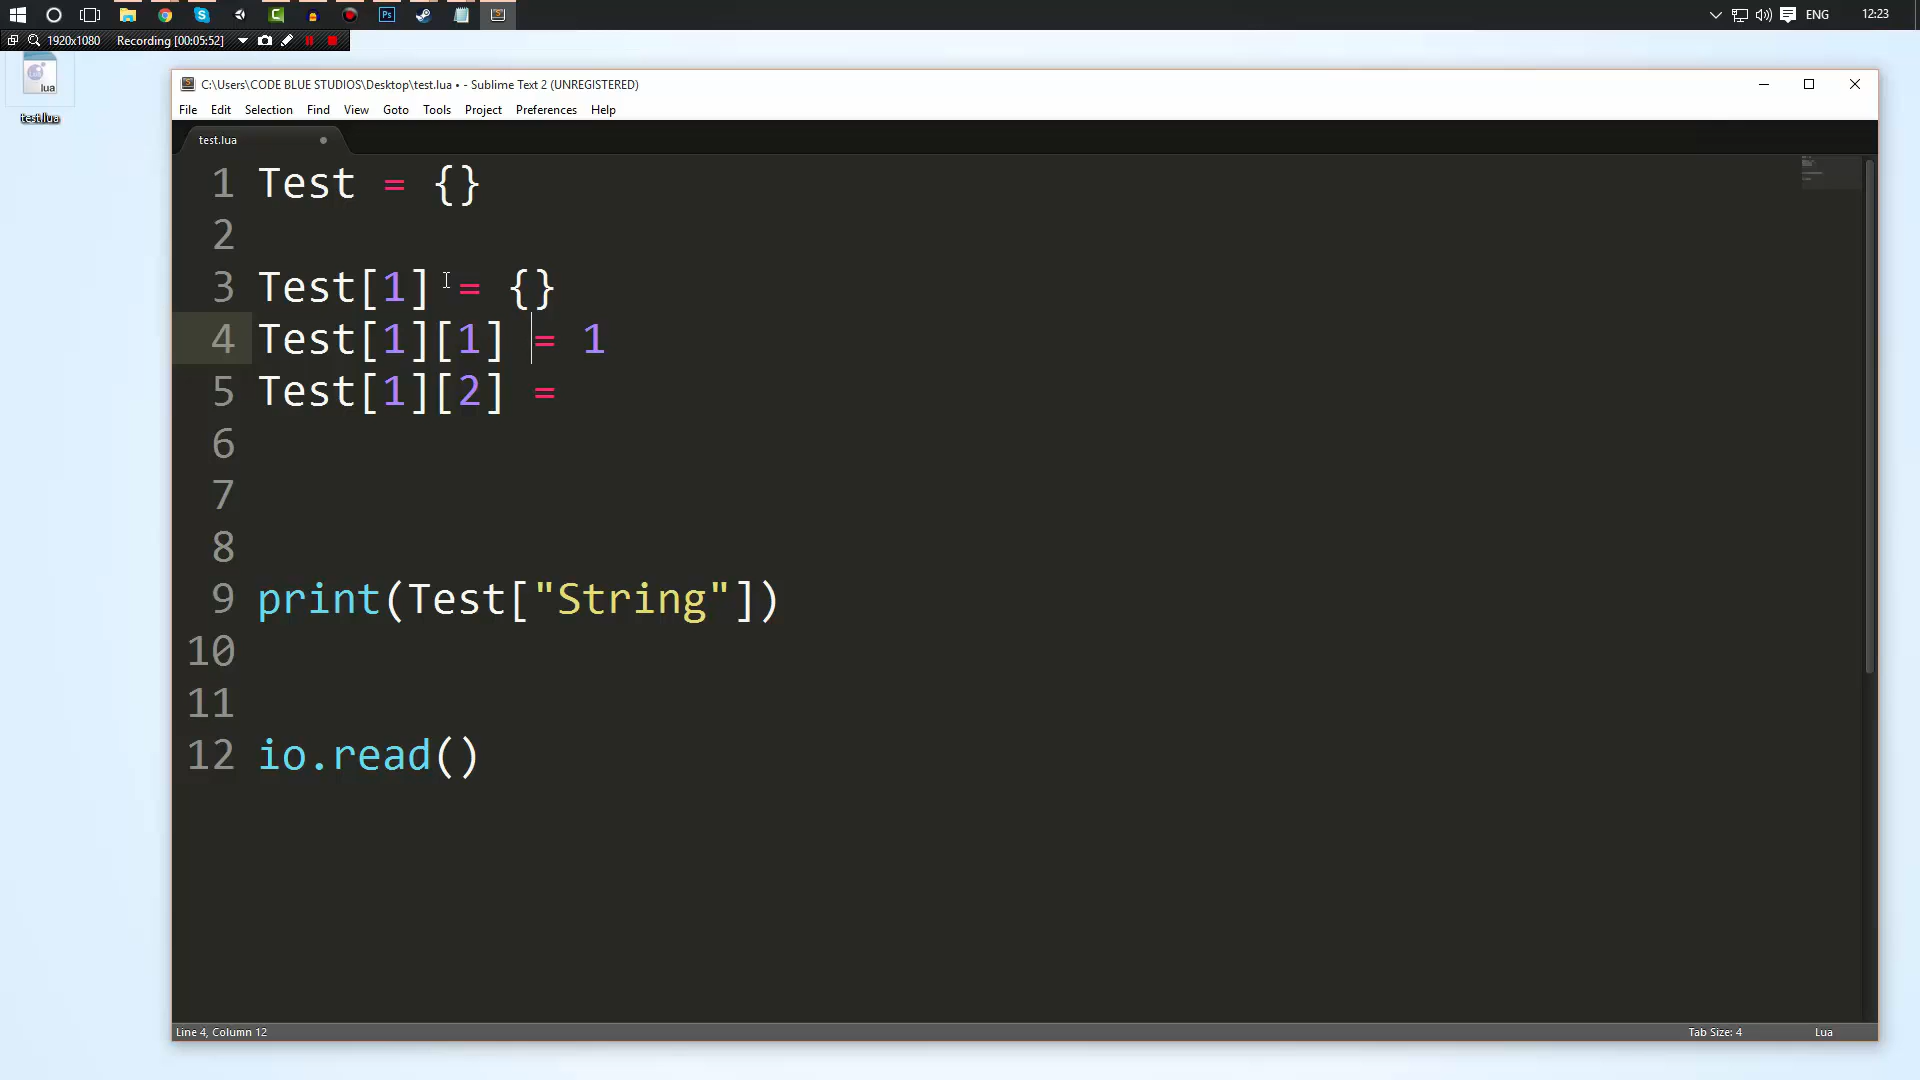 ENG
12:23
1920x1080
Recording [00:05:52]
lua
test.lua
C:\Users\CODE BLUE STUDIOS\Desktop\test.lua • - Sublime Text 2 (UNREGISTERED)
File Edit Selection Find View Goto Tools Project Preferences Help
test.lua
1 Test = {}
2
3 Test[1] = {}
4 Test[1][1] = 1
5 Test[1][2] =
6
7
8
9 print(Test["String"])
10
11
12 io.read()
Line 4, Column 12
Tab Size: 4
Lua